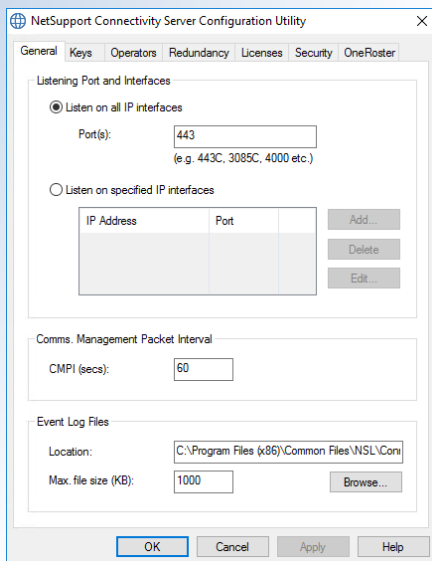 NetSupport Connectivity Server Configuration Utility
General Keys Operators Redundancy Licenses Security OneRoster
Listening Port and Interfaces
Listen on all IP interfaces
Port(s): 443
(e.g. 443C, 3085C, 4000 etc.)
Listen on specified IP interfaces
IP Address Port
Add...
Delete
Edit...
Comms. Management Packet Interval
CMPI (secs): 60
Event Log Files
Location: C:\Program Files (x86)\Common Files\NSL\Conn
Max. file size (KB): 1000 Browse...
OK Cancel Apply Help